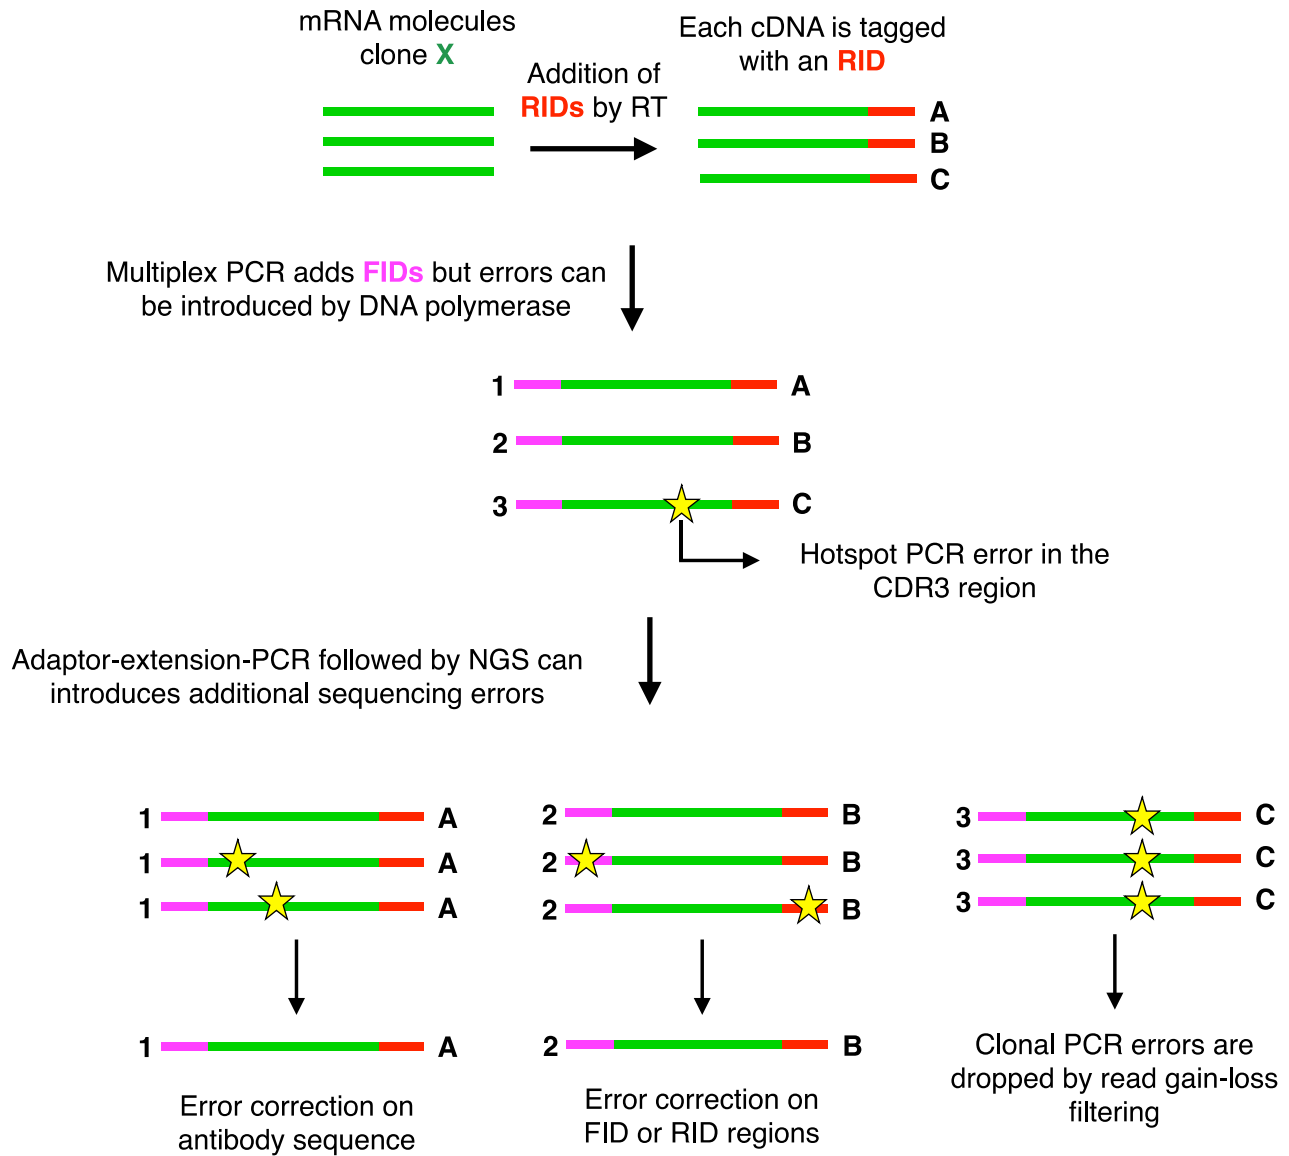 mRNA molecules
clone X
Addition of
RIDs by RT
Each cDNA is tagged
with an RID
A
B
C
Multiplex PCR adds FIDs but errors can
be introduced by DNA polymerase
1 A
2 B
3 C
Hotspot PCR error in the
CDR3 region
Adaptor-extension-PCR followed by NGS can
introduces additional sequencing errors
1 A
1 A
1 A
2 B
2 B
2 B
3 C
3 C
3 C
1 A
Error correction on
antibody sequence
2 B
Error correction on
FID or RID regions
Clonal PCR errors are
dropped by read gain-loss
filtering